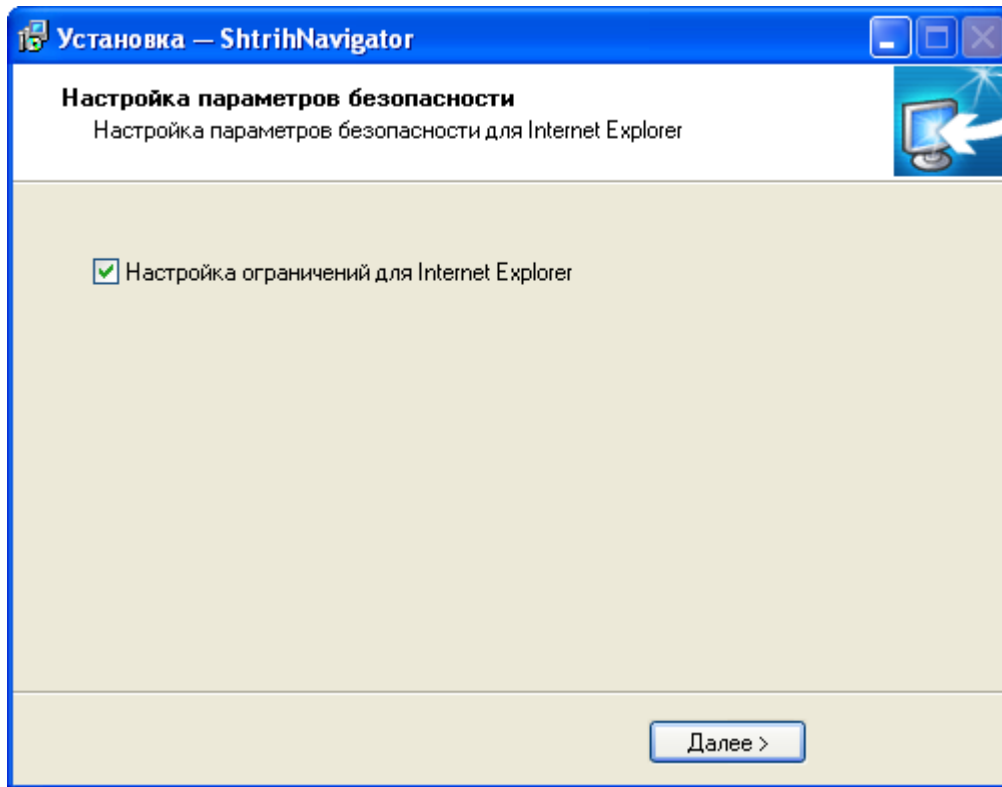 Установка — ShtrihNavigator
Настройка параметров безопасности
Настройка параметров безопасности для Internet Explorer
Настройка ограничений для Internet Explorer
Далее >